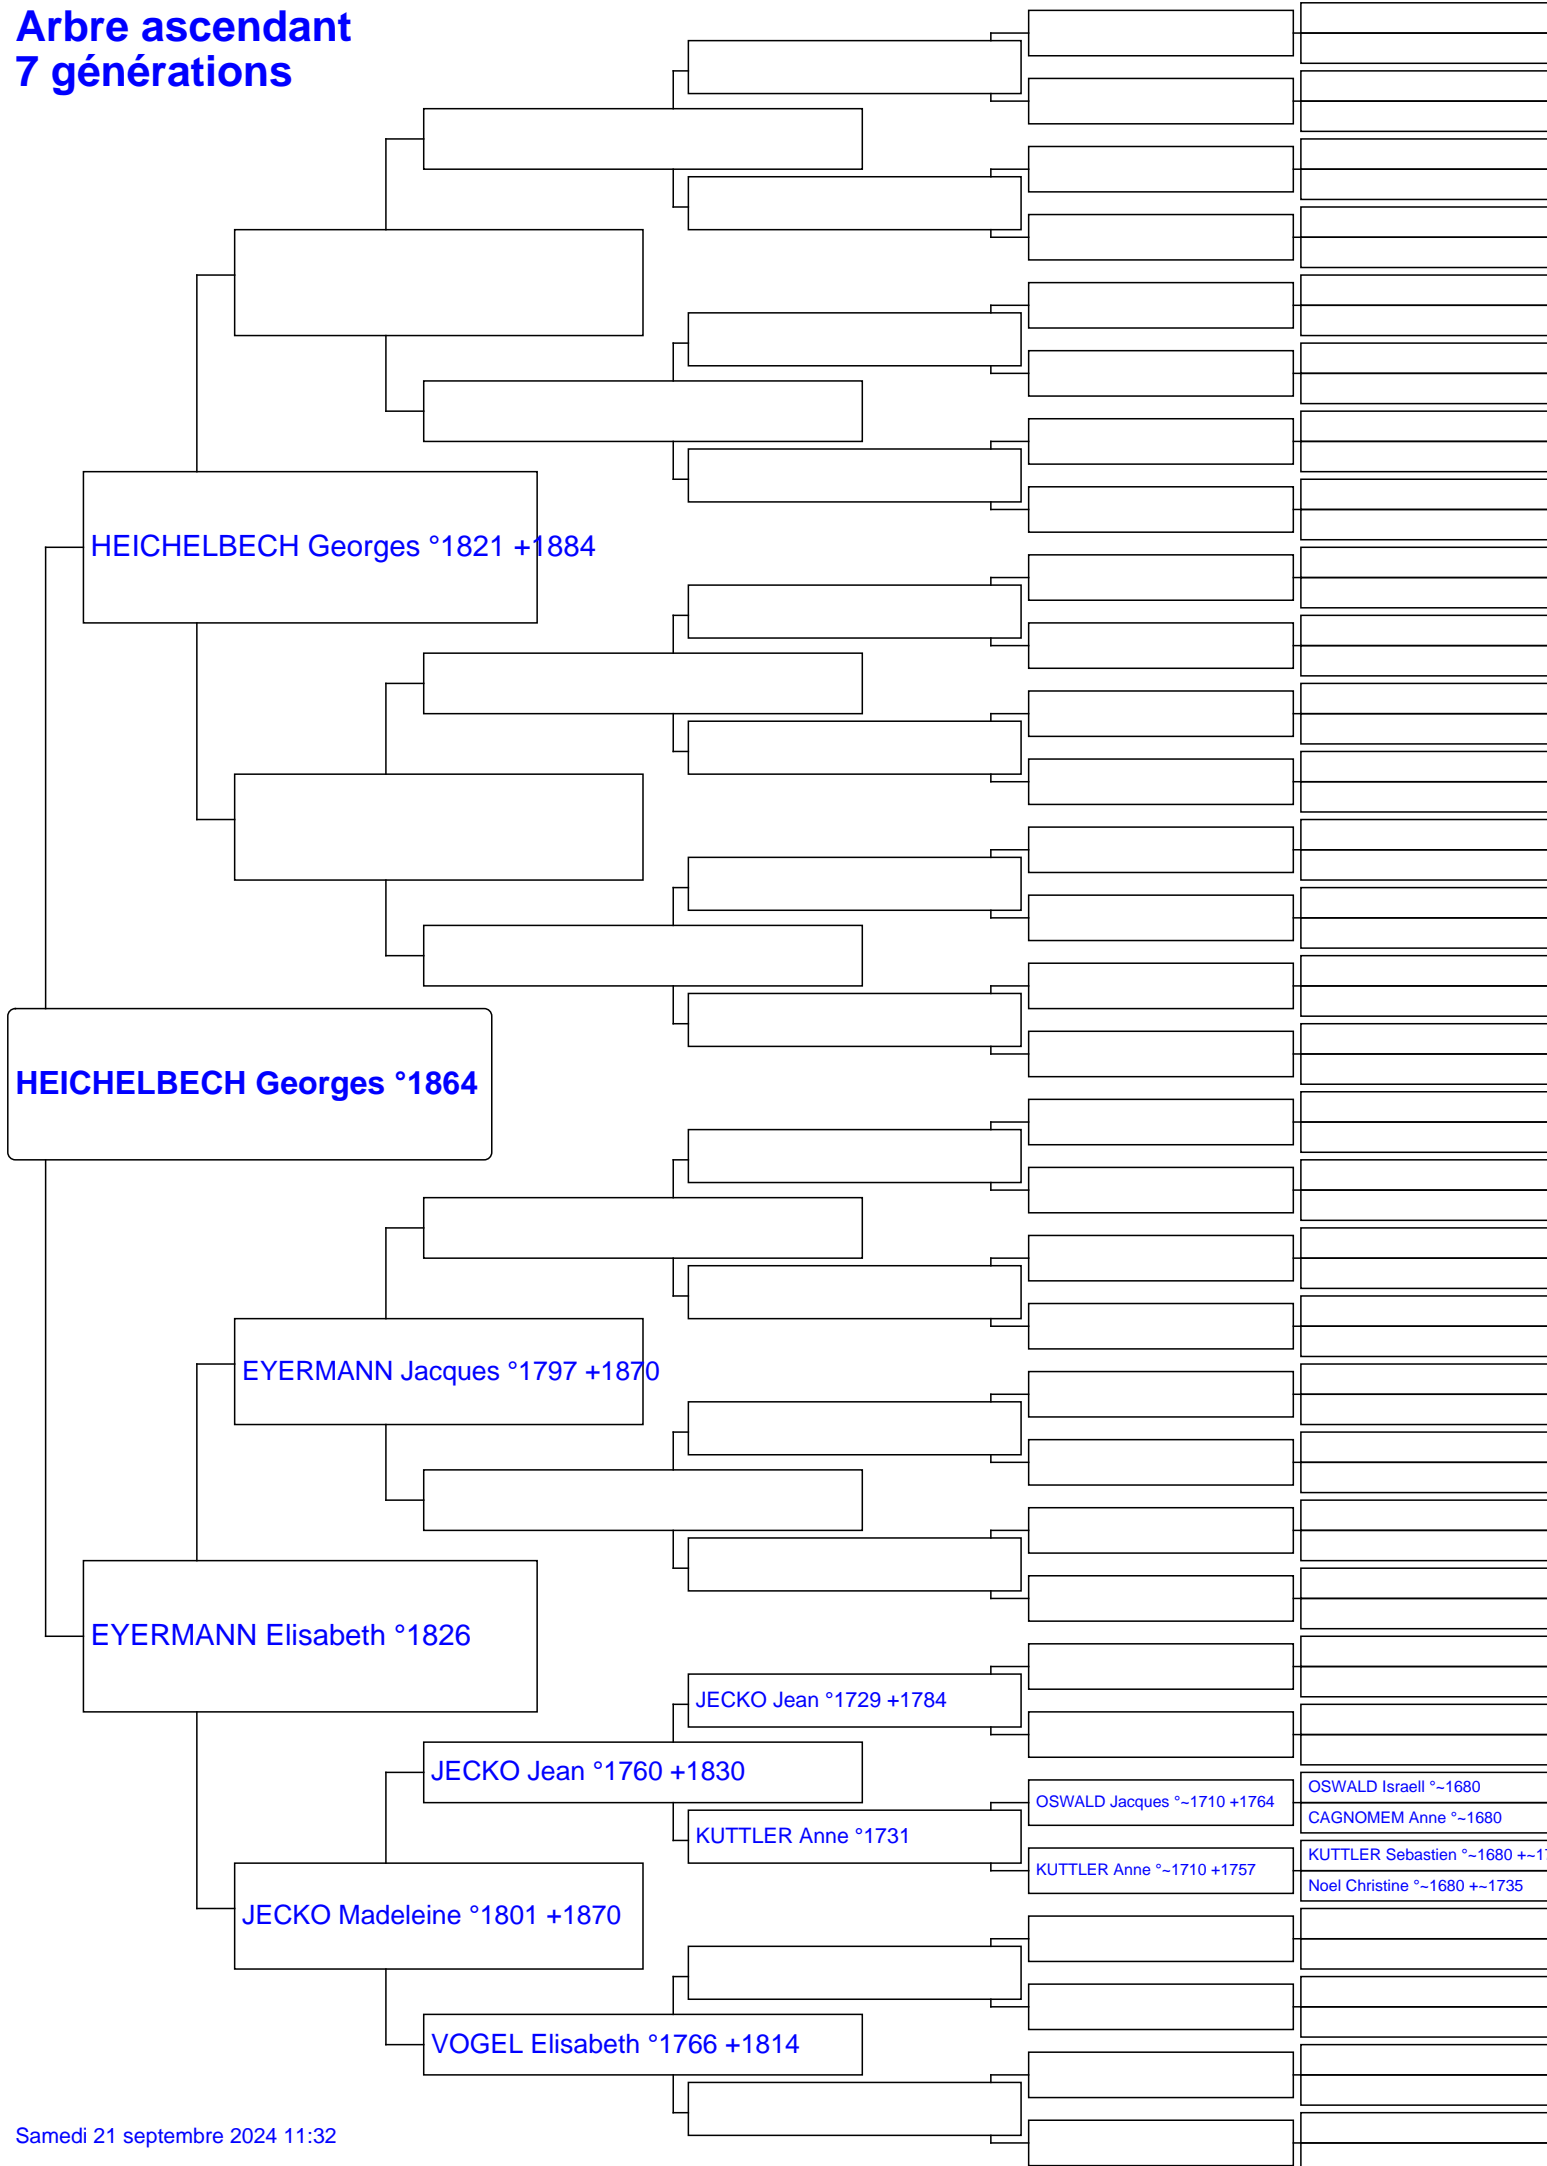 Arbre ascendant
7 générations
HEICHELBECH Georges °1821 +1884
HEICHELBECH Georges °1864
EYERMANN Jacques °1797 +1870
EYERMANN Elisabeth °1826
JECKO Jean °1729 +1784
JECKO Jean °1760 +1830
OSWALD Israell °~1680
OSWALD Jacques °~1710 +1764
CAGNOMEM Anne °~1680
KUTTLER Anne °1731
KUTTLER Sebastien °~1680 +~17
KUTTLER Anne °~1710 +1757
Noel Christine °~1680 +~1735
JECKO Madeleine °1801 +1870
VOGEL Elisabeth °1766 +1814
Samedi 21 septembre 2024 11:32